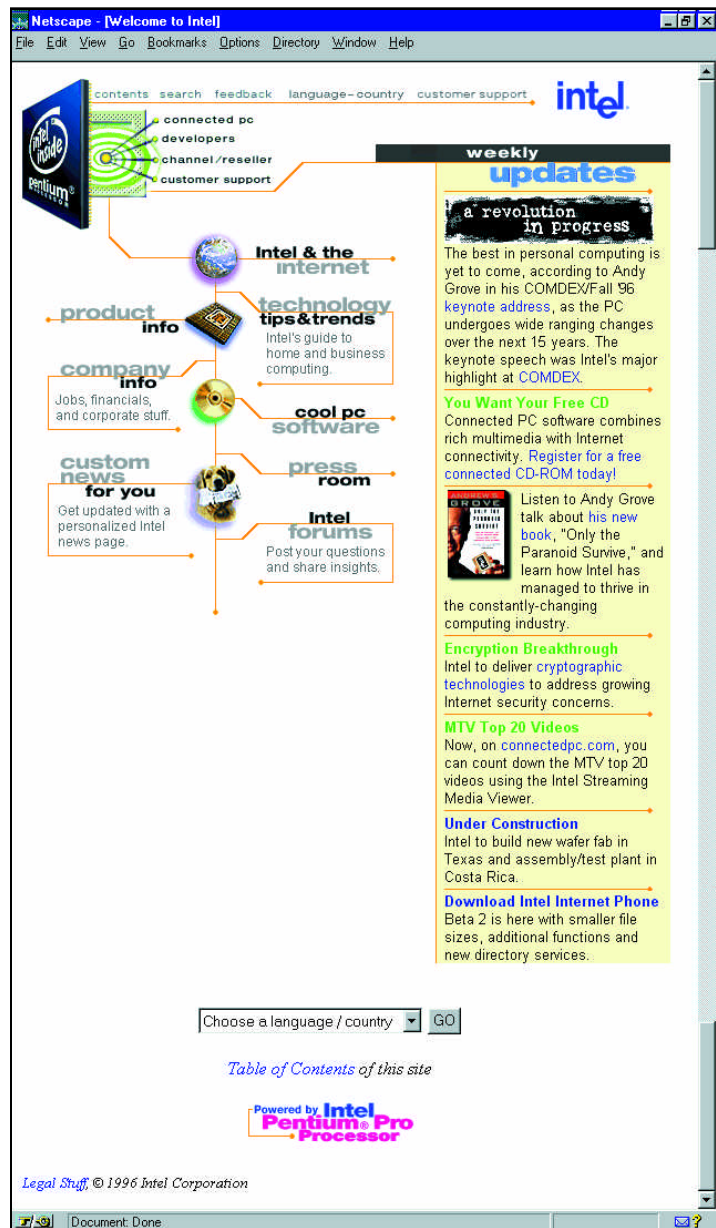 Netscape - [Welcome to Intel]
File Edit View Go Bookmarks Options Directory Window Help
contents search feedback language-country customer support
intel.
intel
inside
pentium
PROCESSOR
connected pc
developers
channel/reseller
customer support
Intel & the
internet
product
info
technology
tips & trends
Intel's guide to
home and business
computing.
company
info
Jobs, financials,
and corporate stuff.
cool pc
software
custom
news
for you
Get updated with a
personalized Intel
news page.
press
room
Intel
forums
Post your questions
and share insights.
weekly
updates
a revolution
in progress
The best in personal computing is
yet to come, according to Andy
Grove in his COMDEX/Fall '96
keynote address, as the PC
undergoes wide ranging changes
over the next 15 years. The
keynote speech was Intel's major
highlight at COMDEX.
You Want Your Free CD
Connected PC software combines
rich multimedia with Internet
connectivity. Register for a free
connected CD-ROM today!
ANDREW S.
GROVE
ONLY THE
PARANOID
SURVIVE
Listen to Andy Grove
talk about his new
book, "Only the
Paranoid Survive," and
learn how Intel has
managed to thrive in
the constantly-changing
computing industry.
Encryption Breakthrough
Intel to deliver cryptographic
technologies to address growing
Internet security concerns.
MTV Top 20 Videos
Now, on connectedpc.com, you
can count down the MTV top 20
videos using the Intel Streaming
Media Viewer.
Under Construction
Intel to build new wafer fab in
Texas and assembly/test plant in
Costa Rica.
Download Intel Internet Phone
Beta 2 is here with smaller file
sizes, additional functions and
new directory services.
Choose a language / country GO
Table of Contents of this site
Powered by Intel
Pentium® Pro
Processor
Legal Stuff, © 1996 Intel Corporation
Document: Done